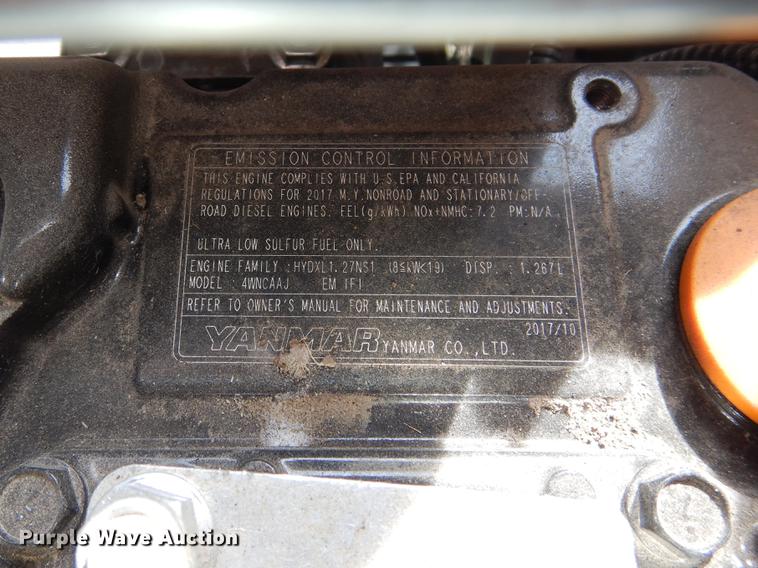 EMISSION CONTROL INFORMATION
THIS ENGINE COMPLIES WITH U.S.EPA AND CALIFORNIA
REGULATIONS FOR 2017 M.Y.NONROAD AND STATIONARY/OFF-
ROAD DIESEL ENGINES. FEL(g/kWh) NOx+NMHC:7.2 PM:N/A
ULTRA LOW SULFUR FUEL ONLY.
ENGINE FAMILY :HYDXL1.27NS1 (8≤kW<19) DISP. :1.267L
MODEL :4WNCAAJ EM IFI
REFER TO OWNER'S MANUAL FOR MAINTENANCE AND ADJUSTMENTS.
2017/10
YANMAR YANMAR CO.,LTD.
Purple Wave Auction